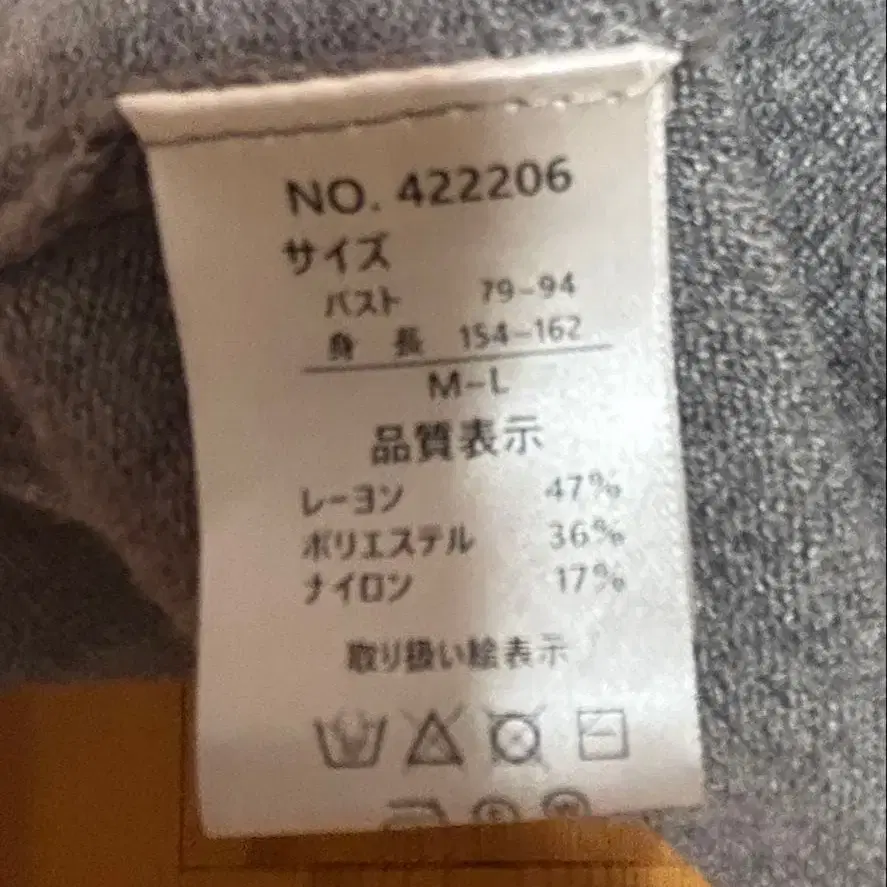 NO. 422206
サイズ
バスト 79-94
身長 154-162
M-L
品質表示
レーヨン 47%
ポリエステル 36%
ナイロン 17%
取り扱い絵表示